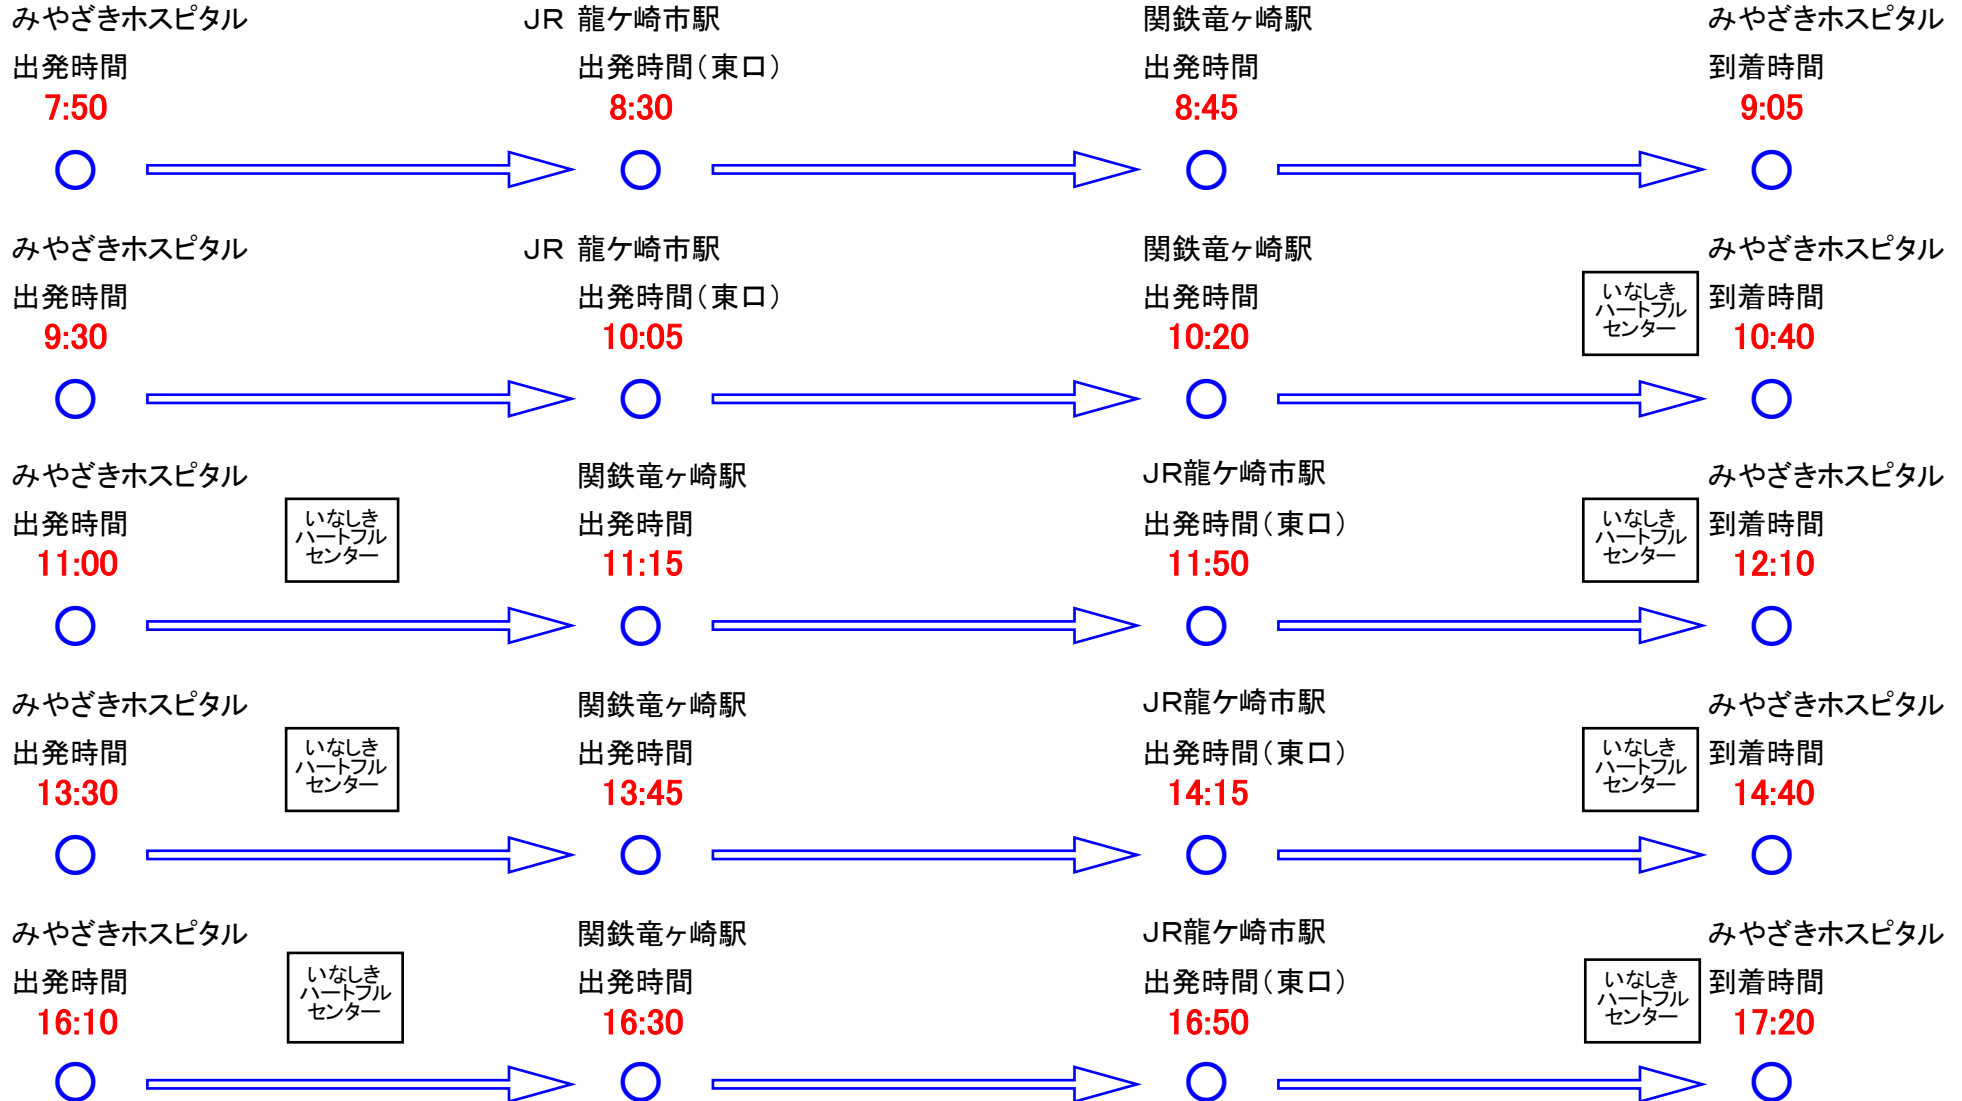 みやざきホスピタル
出発時間
7:50
JR 龍ケ崎市駅
出発時間(東口)
8:30
関鉄竜ヶ崎駅
出発時間
8:45
みやざきホスピタル
到着時間
9:05
みやざきホスピタル
出発時間
9:30
JR 龍ケ崎市駅
出発時間(東口)
10:05
関鉄竜ヶ崎駅
出発時間
10:20
いなしき
ハートフル
センター
みやざきホスピタル
到着時間
10:40
みやざきホスピタル
出発時間
11:00
いなしき
ハートフル
センター
関鉄竜ヶ崎駅
出発時間
11:15
JR龍ケ崎市駅
出発時間(東口)
11:50
いなしき
ハートフル
センター
みやざきホスピタル
到着時間
12:10
みやざきホスピタル
出発時間
13:30
いなしき
ハートフル
センター
関鉄竜ヶ崎駅
出発時間
13:45
JR龍ケ崎市駅
出発時間(東口)
14:15
いなしき
ハートフル
センター
みやざきホスピタル
到着時間
14:40
みやざきホスピタル
出発時間
16:10
いなしき
ハートフル
センター
関鉄竜ヶ崎駅
出発時間
16:30
JR龍ケ崎市駅
出発時間(東口)
16:50
いなしき
ハートフル
センター
みやざきホスピタル
到着時間
17:20